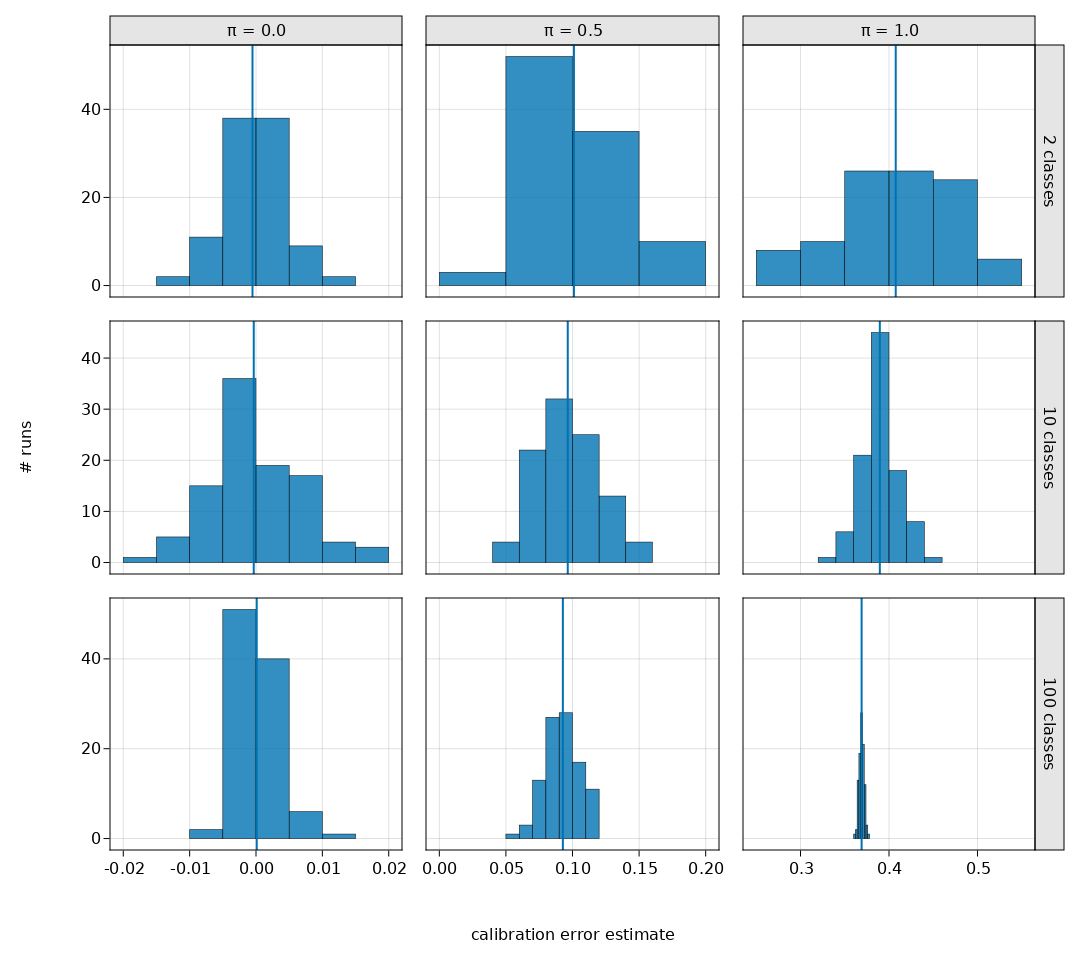 π = 0.0 π = 0.5 π = 1.0
40
20
0
2 classes
40
30
20
10
0
10 classes
# runs
40
20
0
100 classes
-0.02 -0.01 0.00 0.01 0.02 0.00 0.05 0.10 0.15 0.20 0.3 0.4 0.5
calibration error estimate